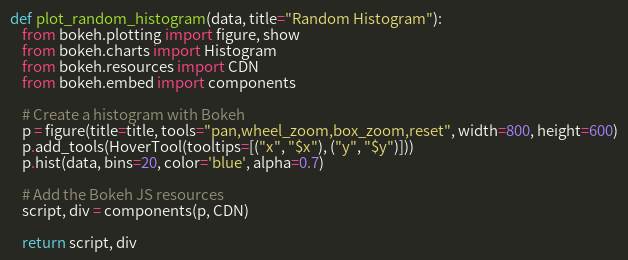 def plot_random_histogram(data, title="Random Histogram"):
from bokeh.plotting import figure, show
from bokeh.charts import Histogram
from bokeh.resources import CDN
from bokeh.embed import components
# Create a histogram with Bokeh
p = figure(title=title, tools="pan,wheel_zoom,box_zoom,reset", width=800, height=600)
p.add_tools(HoverTool(tooltips=[("x", "$x"), ("y", "$y")]))
p.hist(data, bins=20, color='blue', alpha=0.7)
# Add the Bokeh JS resources
script, div = components(p, CDN)
return script, div